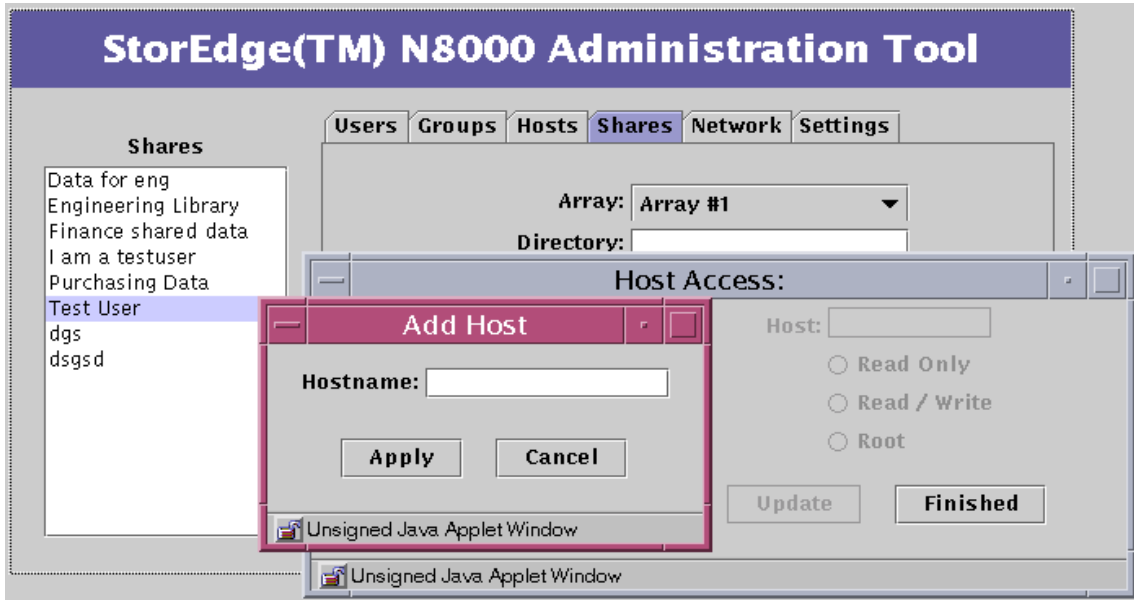 StorEdge(TM) N8000 Administration Tool
Users Groups Hosts Shares Network Settings
Shares
Data for eng
Engineering Library
Finance shared data
I am a testuser
Purchasing Data
Test User
dgs
dsgsd
Array: Array #1
Directory:
Host Access:
Host:
Read Only
Read / Write
Root
Update Finished
Unsigned Java Applet Window
Add Host
Hostname:
Apply Cancel
Unsigned Java Applet Window